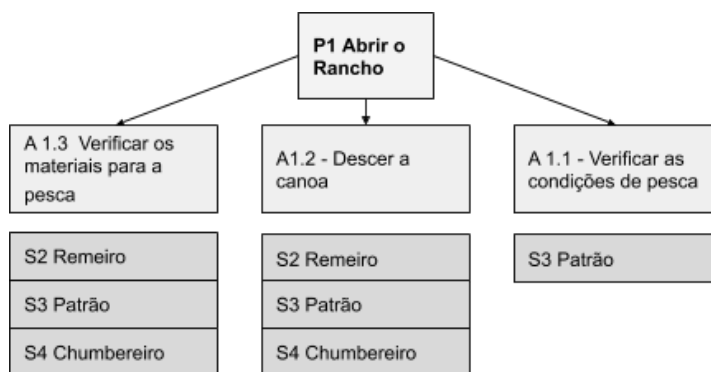 P1 Abrir o
Rancho
A 1.3 Verificar os
materiais para a
pesca
A1.2 - Descer a
canoa
A 1.1 - Verificar as
condições de pesca
S2 Remeiro
S3 Patrão
S4 Chumbereiro
S2 Remeiro
S3 Patrão
S4 Chumbereiro
S3 Patrão